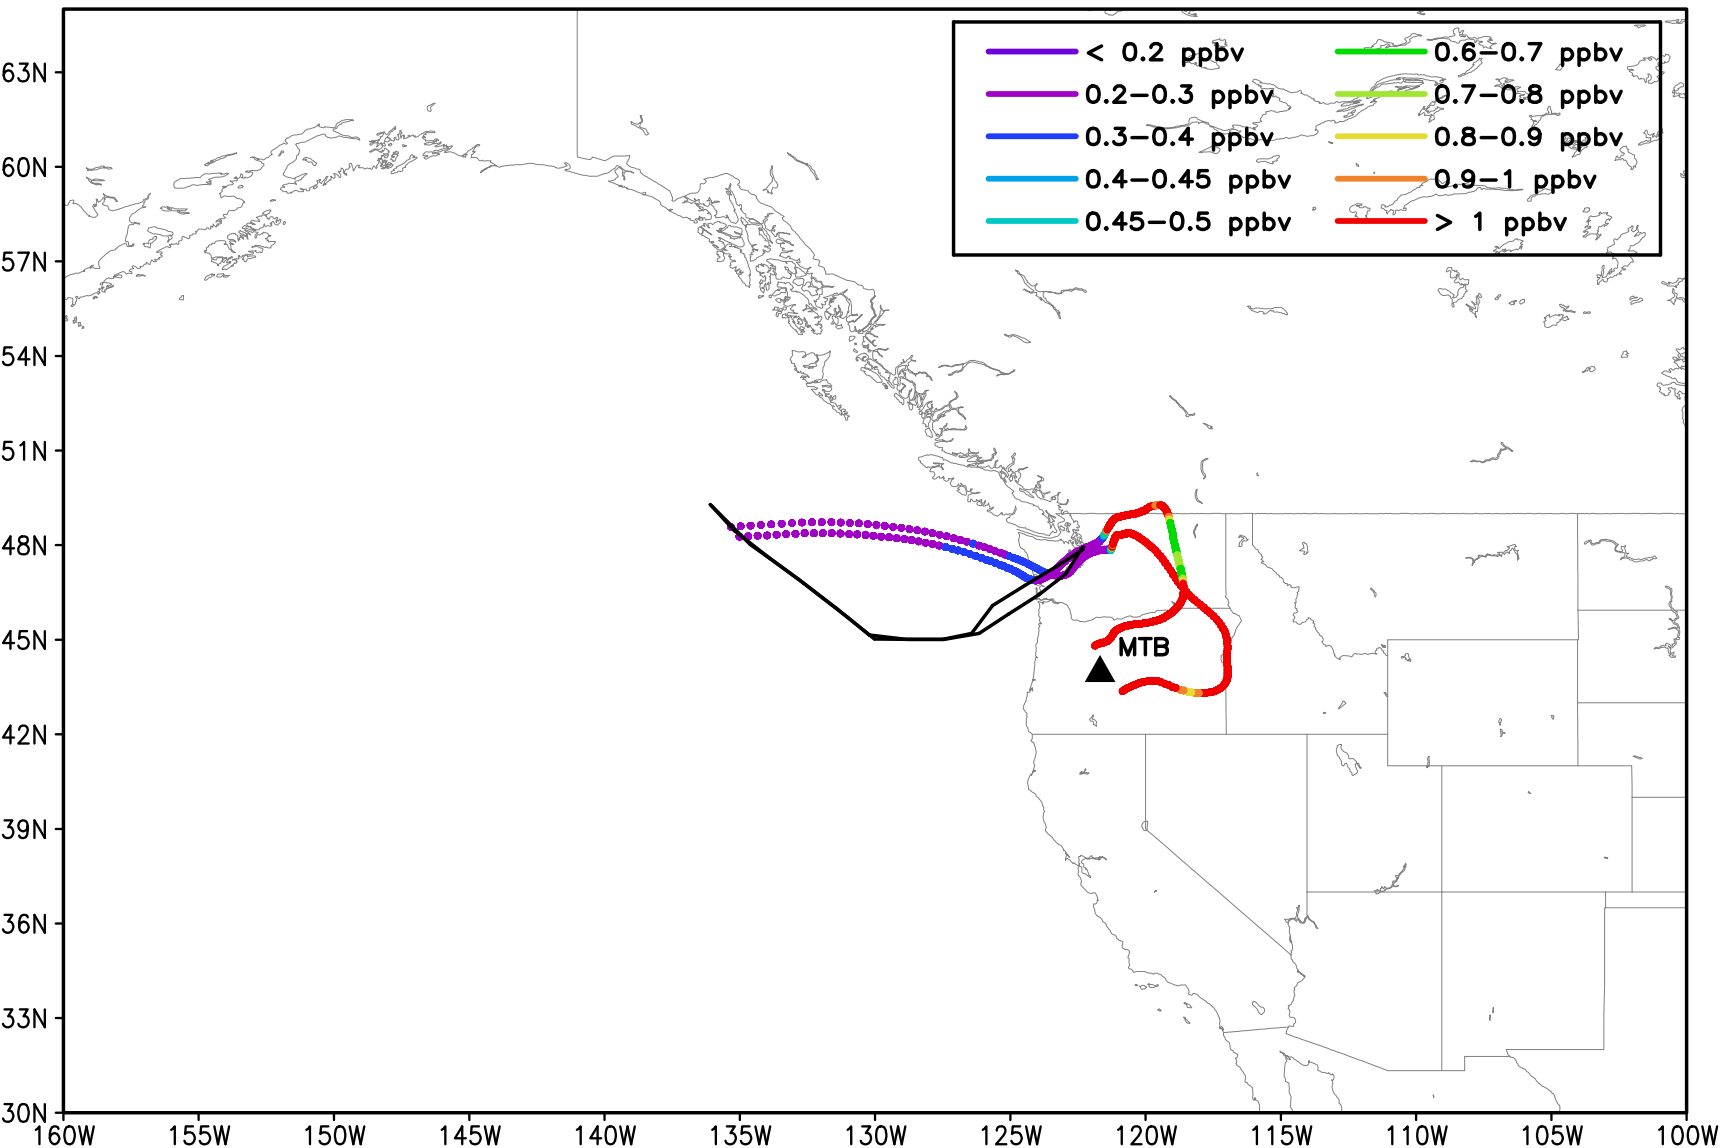 < 0.2 ppbv 0.6-0.7 ppbv
0.2-0.3 ppbv 0.7-0.8 ppbv
0.3-0.4 ppbv 0.8-0.9 ppbv
0.4-0.45 ppbv 0.9-1 ppbv
0.45-0.5 ppbv > 1 ppbv
63N
60N
57N
54N
51N
48N
45N
MTB
42N
39N
36N
33N
30N
160W 155W 150W 145W 140W 135W 130W 125W 120W 115W 110W 105W 100W